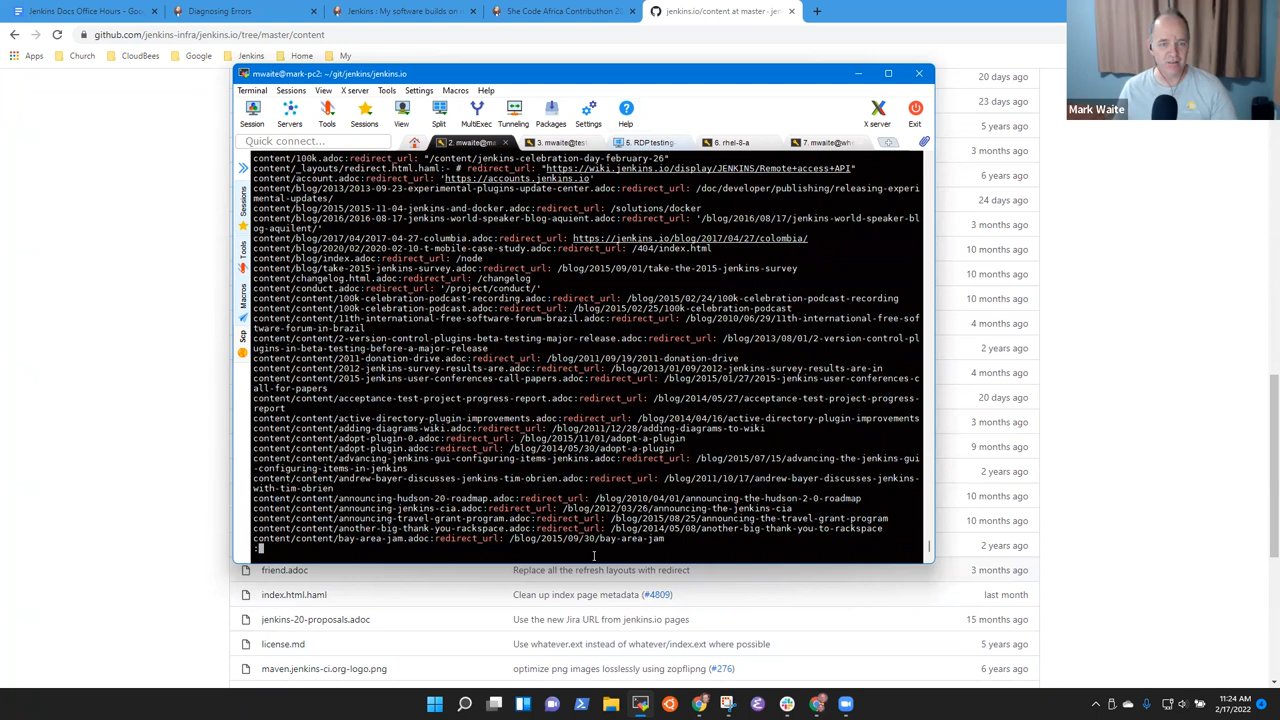 Jenkins Docs Office Hours - Goog
Diagnosing Errors
Jenkins : My software builds on
She Code Africa Contributhon 20
jenkins.io/content at master · jen
github.com/jenkins-infra/jenkins.io/tree/master/content
Apps
Church
CloudBees
Google
Jenkins
Home
My
Mark Waite
mwaite@mark-pc2: ~/git/jenkins/jenkins.io
Terminal Sessions View X server Tools Settings Macros Help
Session Servers Tools Sessions View Split MultiExec Tunneling Packages Settings Help
X server Exit
Quick connect...
2. mwaite@ma
3. mwaite@tes
5. RDP testing
6. rhel-8-a
7. mwaite@wh
Sessions
Tools
Macros
Scp
content/100k.adoc:redirect_url: "/content/jenkins-celebration-day-february-26"
content/_layouts/redirect.html.haml:- # redirect_url: "https://wiki.jenkins.io/display/JENKINS/Remote+access+API"
content/account.adoc:redirect_url: 'https://accounts.jenkins.io'
content/blog/2013/2013-09-23-experimental-plugins-update-center.adoc:redirect_url: /doc/developer/publishing/releasing-experi
mental-updates/
content/blog/2015/2015-11-04-jenkins-and-docker.adoc:redirect_url: /solutions/docker
content/blog/2016/2016-08-17-jenkins-world-speaker-blog-aquient.adoc:redirect_url: '/blog/2016/08/17/jenkins-world-speaker-bl
og-aquilent/'
content/blog/2017/04/2017-04-27-columbia.adoc:redirect_url: https://jenkins.io/blog/2017/04/27/colombia/
content/blog/2020/02/2020-02-10-t-mobile-case-study.adoc:redirect_url: /404/index.html
content/blog/index.adoc:redirect_url: /node
content/blog/take-2015-jenkins-survey.adoc:redirect_url: /blog/2015/09/01/take-the-2015-jenkins-survey
content/changelog.html.adoc:redirect_url: /changelog
content/conduct.adoc:redirect_url: '/project/conduct/'
content/content/100k-celebration-podcast-recording.adoc:redirect_url: /blog/2015/02/24/100k-celebration-podcast-recording
content/content/100k-celebration-podcast.adoc:redirect_url: /blog/2015/02/25/100k-celebration-podcast
content/content/11th-international-free-software-forum-brazil.adoc:redirect_url: /blog/2010/06/29/11th-international-free-sof
tware-forum-in-brazil
content/content/2-version-control-plugins-beta-testing-major-release.adoc:redirect_url: /blog/2013/08/01/2-version-control-pl
ugins-in-beta-testing-before-a-major-release
content/content/2011-donation-drive.adoc:redirect_url: /blog/2011/09/19/2011-donation-drive
content/content/2012-jenkins-survey-results-are.adoc:redirect_url: /blog/2013/01/09/2012-jenkins-survey-results-are-in
content/content/2015-jenkins-user-conferences-call-papers.adoc:redirect_url: /blog/2015/01/27/2015-jenkins-user-conferences-c
all-for-papers
content/content/acceptance-test-project-progress-report.adoc:redirect_url: /blog/2014/05/27/acceptance-test-project-progress-
report
content/content/active-directory-plugin-improvements.adoc:redirect_url: /blog/2014/04/16/active-directory-plugin-improvements
content/content/adding-diagrams-wiki.adoc:redirect_url: /blog/2011/12/28/adding-diagrams-to-wiki
content/content/adopt-plugin-0.adoc:redirect_url: /blog/2015/11/01/adopt-a-plugin
content/content/adopt-plugin.adoc:redirect_url: /blog/2014/05/30/adopt-a-plugin
content/content/advancing-jenkins-gui-configuring-items-jenkins.adoc:redirect_url: /blog/2015/07/15/advancing-the-jenkins-gui
-configuring-items-in-jenkins
content/content/andrew-bayer-discusses-jenkins-tim-obrien.adoc:redirect_url: /blog/2011/10/17/andrew-bayer-discusses-jenkins-
with-tim-obrien
content/content/announcing-hudson-20-roadmap.adoc:redirect_url: /blog/2010/04/01/announcing-the-hudson-2-0-roadmap
content/content/announcing-jenkins-cia.adoc:redirect_url: /blog/2012/03/26/announcing-the-jenkins-cia
content/content/announcing-travel-grant-program.adoc:redirect_url: /blog/2015/08/25/announcing-the-travel-grant-program
content/content/another-big-thank-you-rackspace.adoc:redirect_url: /blog/2014/05/08/another-big-thank-you-to-rackspace
content/content/bay-area-jam.adoc:redirect_url: /blog/2015/09/30/bay-area-jam
:
20 days ago
23 days ago
5 years ago
3 months ago
6 years ago
24 days ago
3 months ago
10 months ago
10 months ago
10 months ago
4 months ago
2 years ago
4 months ago
20 days ago
3 months ago
9 months ago
2 years ago
10 months ago
10 months ago
2 years ago
friend.adoc Replace all the refresh layouts with redirect 3 months ago
index.html.haml Clean up index page metadata (#4809) last month
jenkins-20-proposals.adoc Use the new Jira URL from jenkins.io pages 15 months ago
license.md Use whatever.ext instead of whatever/index.ext where possible 5 years ago
maven.jenkins-ci.org-logo.png optimize png images losslessly using zopflipng (#276) 6 years ago
11:24 AM
2/17/2022